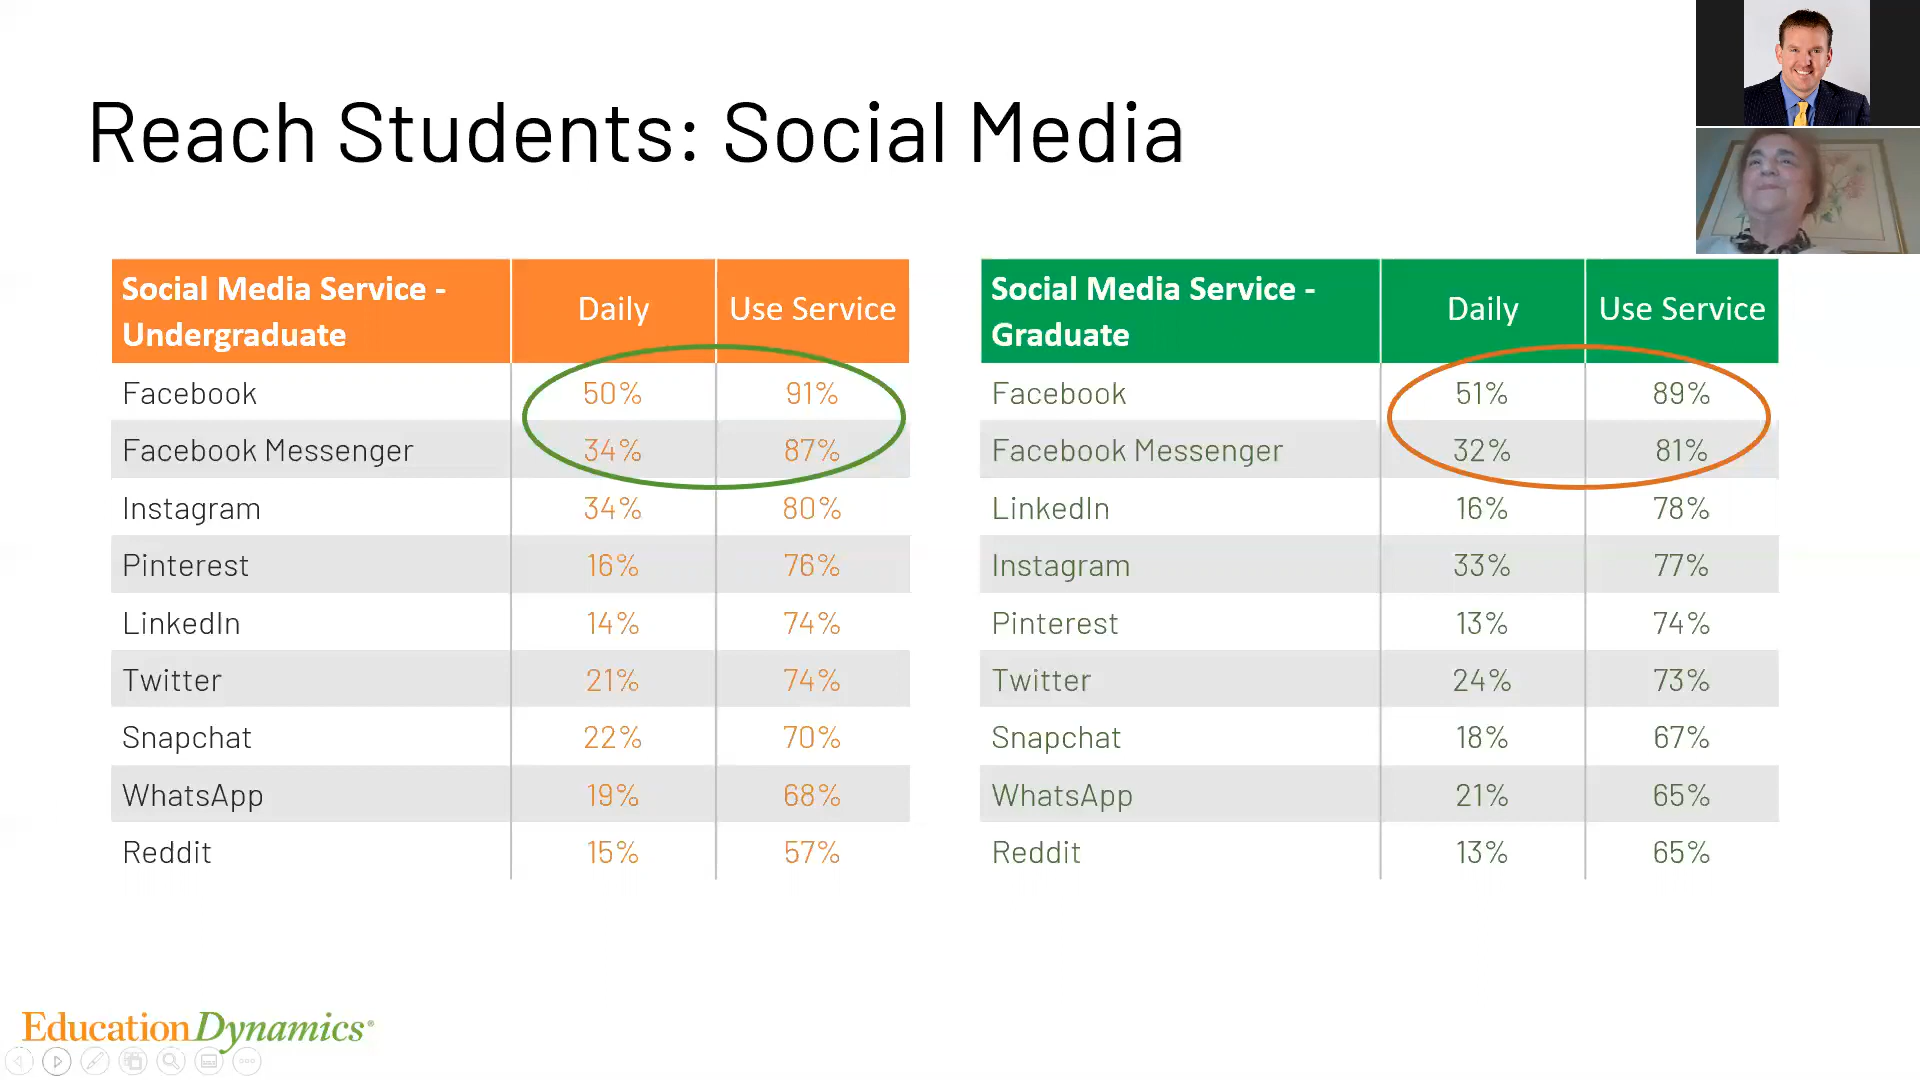 Reach Students: Social Media
Social Media Service - Undergraduate Daily Use Service
Facebook 50% 91%
Facebook Messenger 34% 87%
Instagram 34% 80%
Pinterest 16% 76%
LinkedIn 14% 74%
Twitter 21% 74%
Snapchat 22% 70%
WhatsApp 19% 68%
Reddit 15% 57%
Social Media Service - Graduate Daily Use Service
Facebook 51% 89%
Facebook Messenger 32% 81%
LinkedIn 16% 78%
Instagram 33% 77%
Pinterest 13% 74%
Twitter 24% 73%
Snapchat 18% 67%
WhatsApp 21% 65%
Reddit 13% 65%
EducationDynamics®